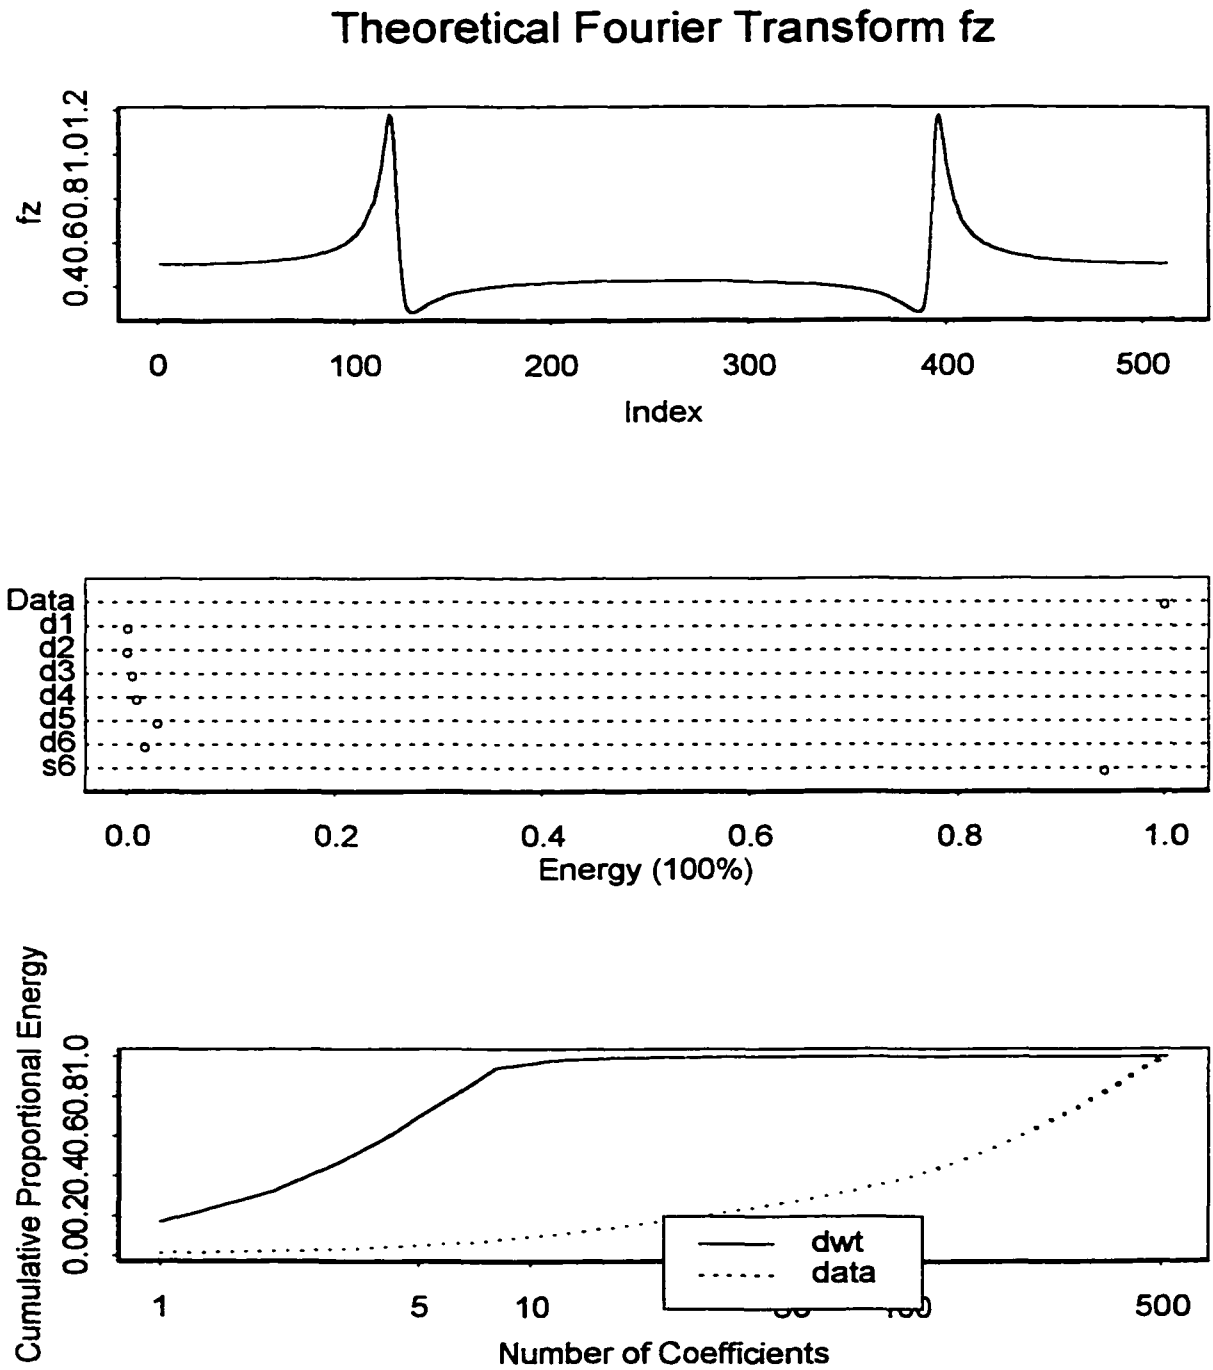 Theoretical Fourier Transform fz
fz
0.40.60.81.01.2
0 100 200 300 400 500
Index
Data
d1
d2
d3
d4
d5
d6
s6
0.0 0.2 0.4 0.6 0.8 1.0
Energy (100%)
Cumulative Proportional Energy
0.00.20.40.60.81.0
dwt
data
1 5 10 50 100 500
Number of Coefficients